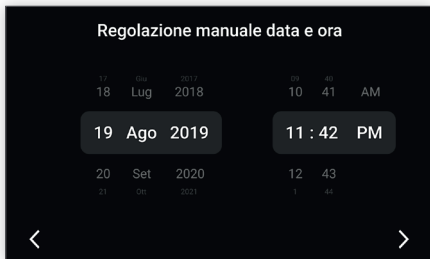 Regolazione manuale data e ora
17 Giu 2017 09 40
18 Lug 2018 10 41 AM
19 Ago 2019 11 : 42 PM
20 Set 2020 12 43
21 Ott 2021 1 44